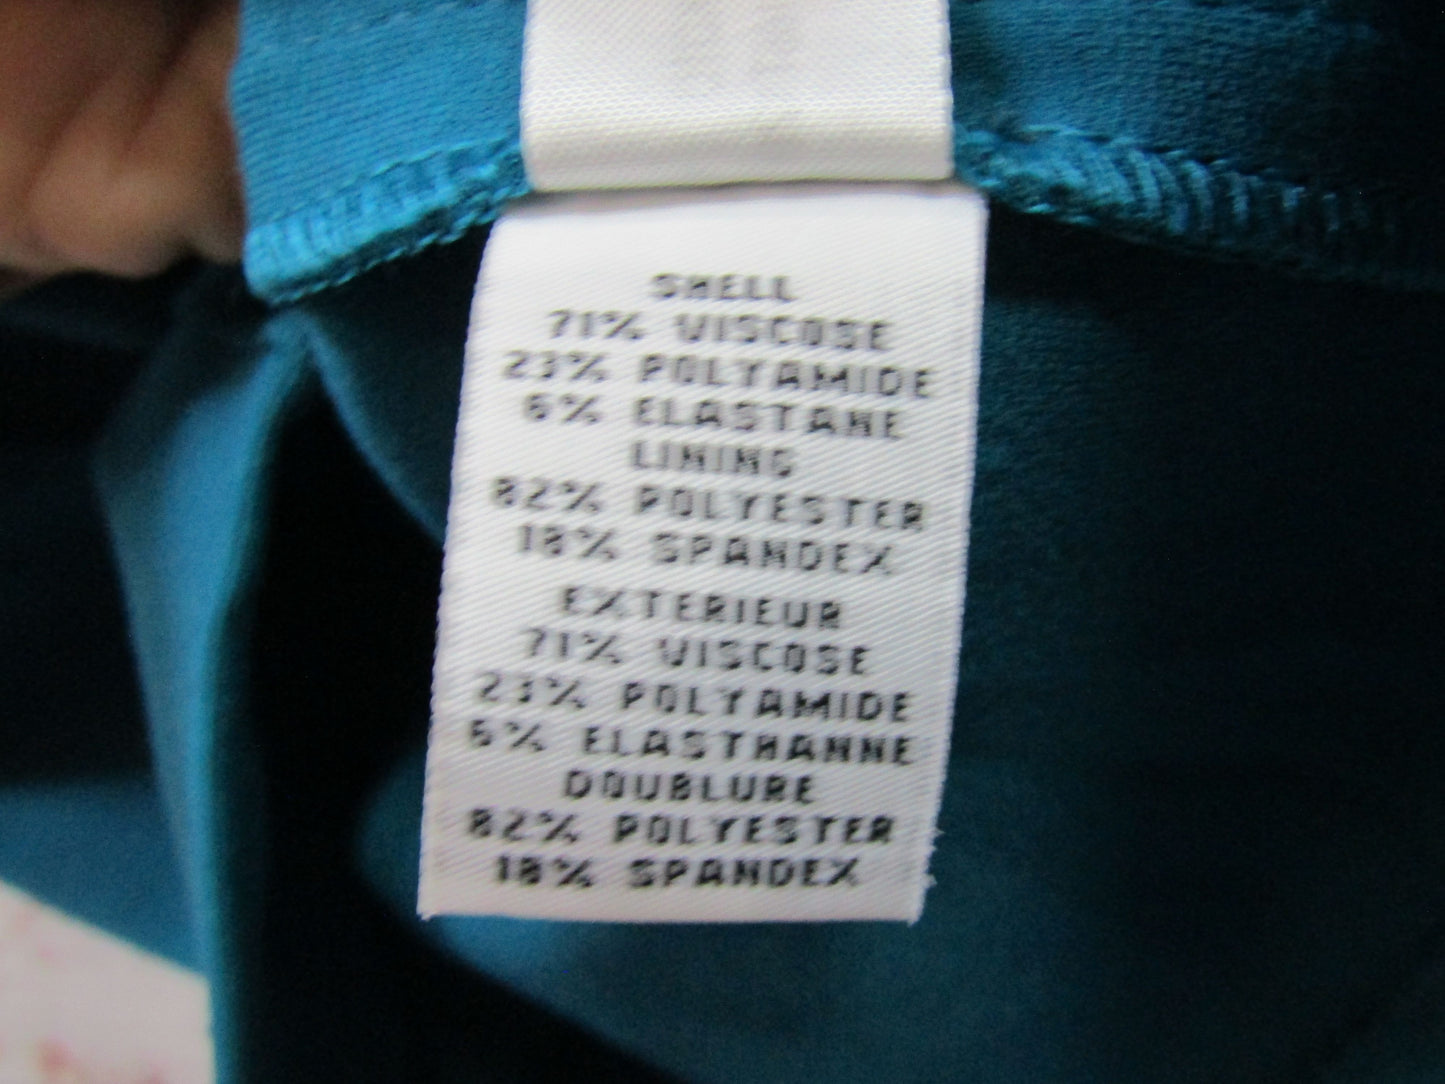 SHELL
71% VISCOSE
23% POLYAMIDE
6% ELASTANE
LINING
82% POLYESTER
18% SPANDEX
EXTERIEUR
71% VISCOSE
23% POLYAMIDE
6% ELASTHANNE
DOUBLURE
82% POLYESTER
18% SPANDEX